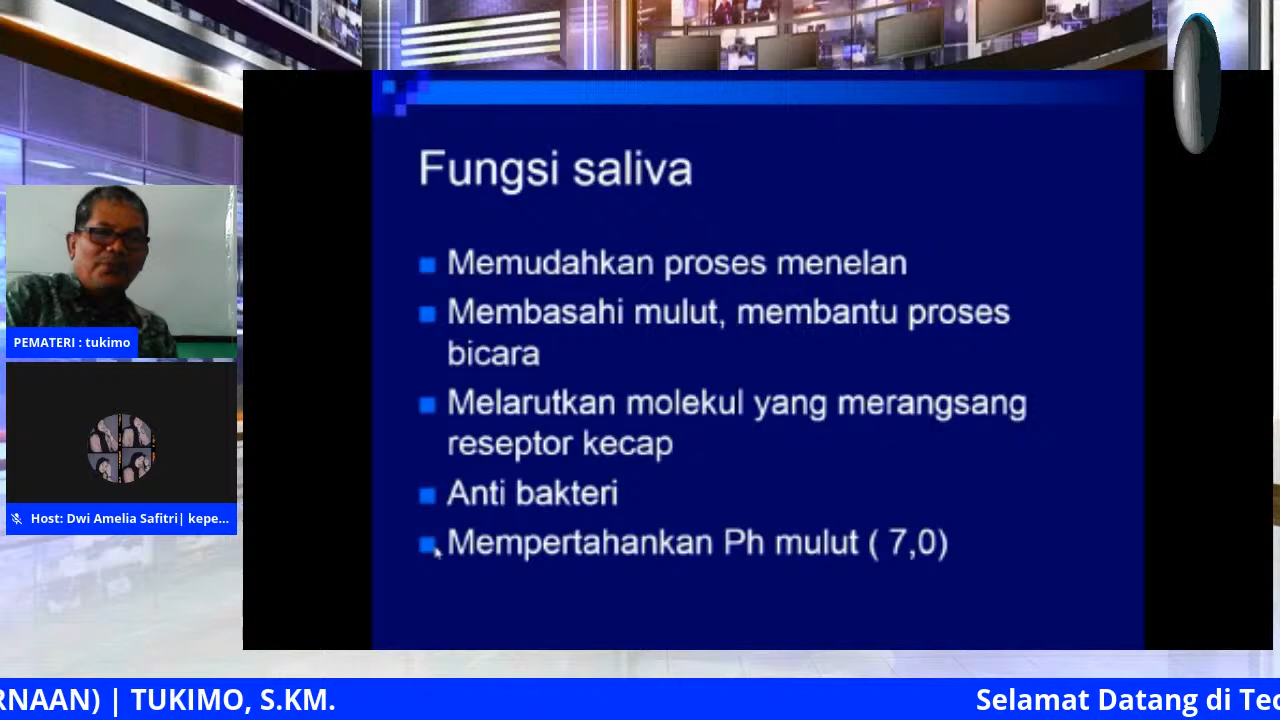 Fungsi saliva
Memudahkan proses menelan
Membasahi mulut, membantu proses
bicara
Melarutkan molekul yang merangsang
reseptor kecap
Anti bakteri
Mempertahankan Ph mulut ( 7,0)
PEMATERI : tukimo
Host: Dwi Amelia Safitri| kepe...
RNAAN) | TUKIMO, S.KM.
Selamat Datang di Tec